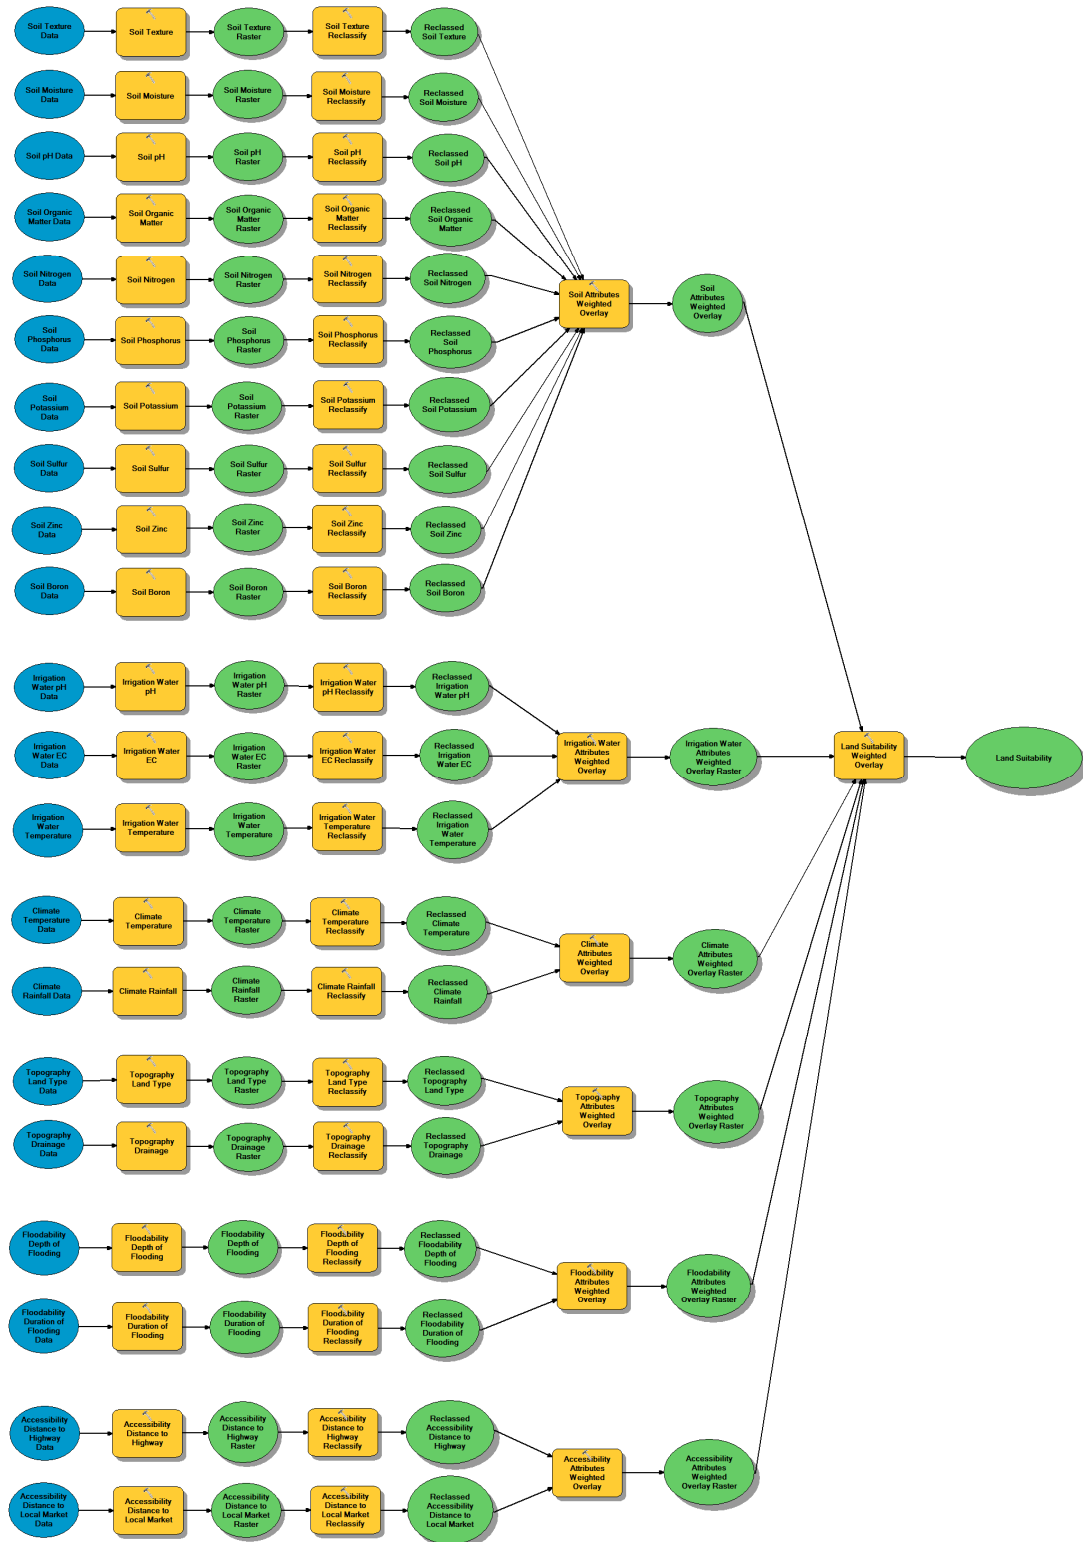 Soil Texture
Data
Soil Texture
Soil Texture
Raster
Soil Texture
Reclassify
Reclassed
Soil Texture
Soil Moisture
Data
Soil Moisture
Soil Moisture
Raster
Soil Moisture
Reclassify
Reclassed
Soil Moisture
Soil pH Data
Soil pH
Soil pH
Raster
Soil pH
Reclassify
Reclassed
Soil pH
Soil Organic
Matter Data
Soil Organic
Matter
Soil Organic
Matter
Raster
Soil Organic
Matter
Reclassify
Reclassed
Soil Organic
Matter
Soil Nitrogen
Data
Soil Nitrogen
Soil Nitrogen
Raster
Soil Nitrogen
Reclassify
Reclassed
Soil Nitrogen
Soil Attributes
Weighted
Overlay
Soil
Attributes
Weighted
Overlay
Soil
Phosphorus
Data
Soil Phosphorus
Soil
Phosphorus
Raster
Soil Phosphorus
Reclassify
Reclassed
Soil
Phosphorus
Soil
Potassium
Data
Soil Potassium
Soil
Potassium
Raster
Soil Potassium
Reclassify
Reclassed
Soil Potassium
Soil Sulfur
Data
Soil Sulfur
Soil Sulfur
Raster
Soil Sulfur
Reclassify
Reclassed
Soil Sulfur
Soil Zinc
Data
Soil Zinc
Soil Zinc
Raster
Soil Zinc
Reclassify
Reclassed
Soil Zinc
Soil Boron
Data
Soil Boron
Soil Boron
Raster
Soil Boron
Reclassify
Reclassed
Soil Boron
Irrigation
Water pH
Data
Irrigation Water
pH
Irrigation
Water pH
Raster
Irrigation Water
pH Reclassify
Reclassed
Irrigation
Water pH
Irrigation
Water EC
Data
Irrigation Water
EC
Irrigation
Water EC
Raster
Irrigation Water
EC Reclassify
Reclassed
Irrigation
Water EC
Irrigation Water
Attributes
Weighted
Overlay
Irrigation Water
Attributes
Weighted
Overlay Raster
Land Suitability
Weighted
Overlay
Land Suitability
Irrigation
Water
Temperature
Irrigation Water
Temperature
Irrigation
Water
Temperature
Irrigation Water
Temperature
Reclassify
Reclassed
Irrigation
Water
Temperature
Climate
Temperature
Data
Climate
Temperature
Climate
Temperature
Raster
Climate
Temperature
Reclassify
Reclassed
Climate
Temperature
Climate
Attributes
Weighted
Overlay
Climate
Attributes
Weighted
Overlay Raster
Climate
Rainfall Data
Climate Rainfall
Climate
Rainfall
Raster
Climate Rainfall
Reclassify
Reclassed
Climate
Rainfall
Topography
Land Type
Data
Topography
Land Type
Topography
Land Type
Raster
Topography
Land Type
Reclassify
Reclassed
Topography
Land Type
Topography
Attributes
Weighted
Overlay
Topography
Attributes
Weighted
Overlay Raster
Topography
Drainage
Data
Topography
Drainage
Topography
Drainage
Raster
Topography
Drainage
Reclassify
Reclassed
Topography
Drainage
Floodability
Depth of
Flooding
Floodability
Depth of
Flooding
Floodability
Depth of
Flooding
Floodability
Depth of
Flooding
Reclassify
Reclassed
Floodability
Depth of
Flooding
Floodability
Attributes
Weighted
Overlay
Floodability
Attributes
Weighted
Overlay Raster
Floodability
Duration of
Flooding
Data
Floodability
Duration of
Flooding
Floodability
Duration of
Flooding
Floodability
Duration of
Flooding
Reclassify
Reclassed
Floodability
Duration of
Flooding
Accessibility
Distance to
Highway
Data
Accessibility
Distance to
Highway
Accessibility
Distance to
Highway
Raster
Accessibility
Distance to
Highway
Reclassify
Reclassed
Accessibility
Distance to
Highway
Accessibility
Attributes
Weighted
Overlay
Accessibility
Attributes
Weighted
Overlay Raster
Accessibility
Distance to
Local Market
Data
Accessibility
Distance to
Local Market
Accessibility
Distance to
Local Market
Raster
Accessibility
Distance to
Local Market
Reclassify
Reclassed
Accessibility
Distance to
Local Market